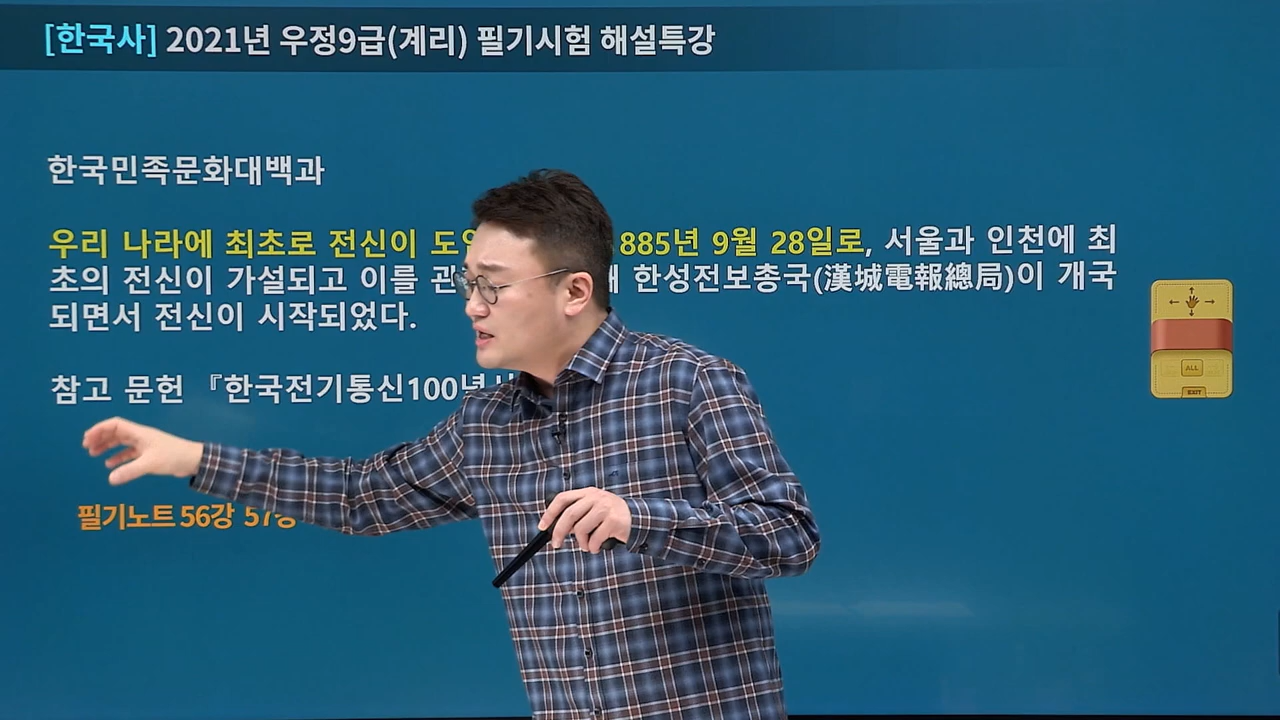 [한국사] 2021년 우정9급(계리) 필기시험 해설특강
한국민족문화대백과
우리 나라에 최초로 전신이 885년 9월 28일로, 서울과 인천에 최
초의 전신이 가설되고 이를 한성전보총국(漢城電報總局)이 개국
되면서 전신이 시작되었다.
참고 문헌 『한국전기통신100년
ALL
EXIT
필기노트 56강 57강